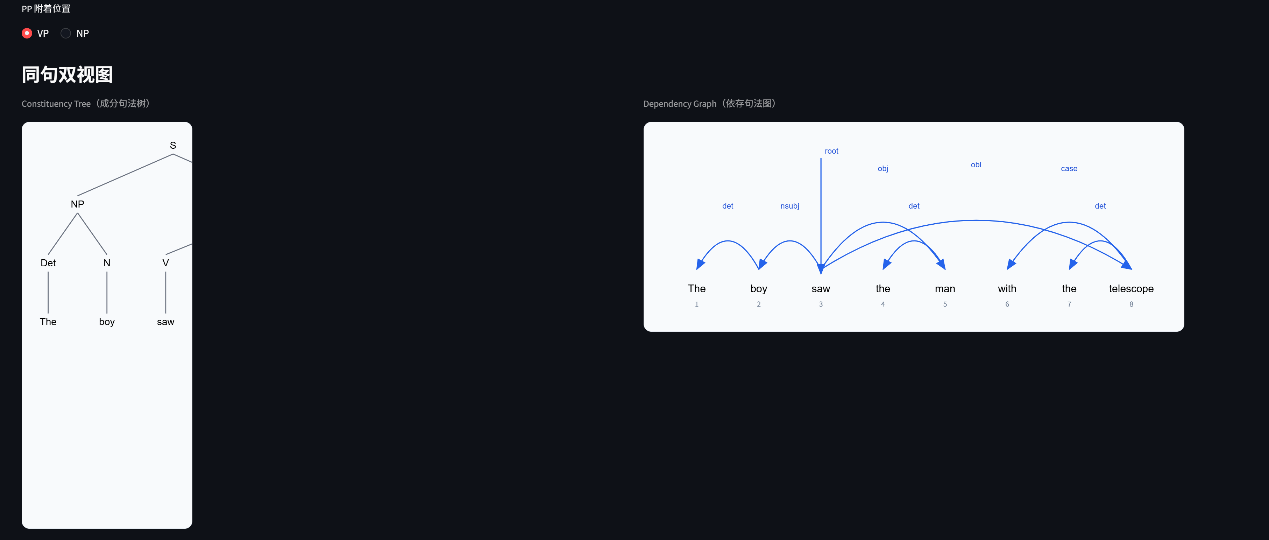 PP 附着位置
VP NP
同句双视图
Constituency Tree（成分句法树）
S
NP
Det N V
The boy saw
Dependency Graph（依存句法图）
root
obj obl case
det nsubj det det
The boy saw the man with the telescope
1 2 3 4 5 6 7 8